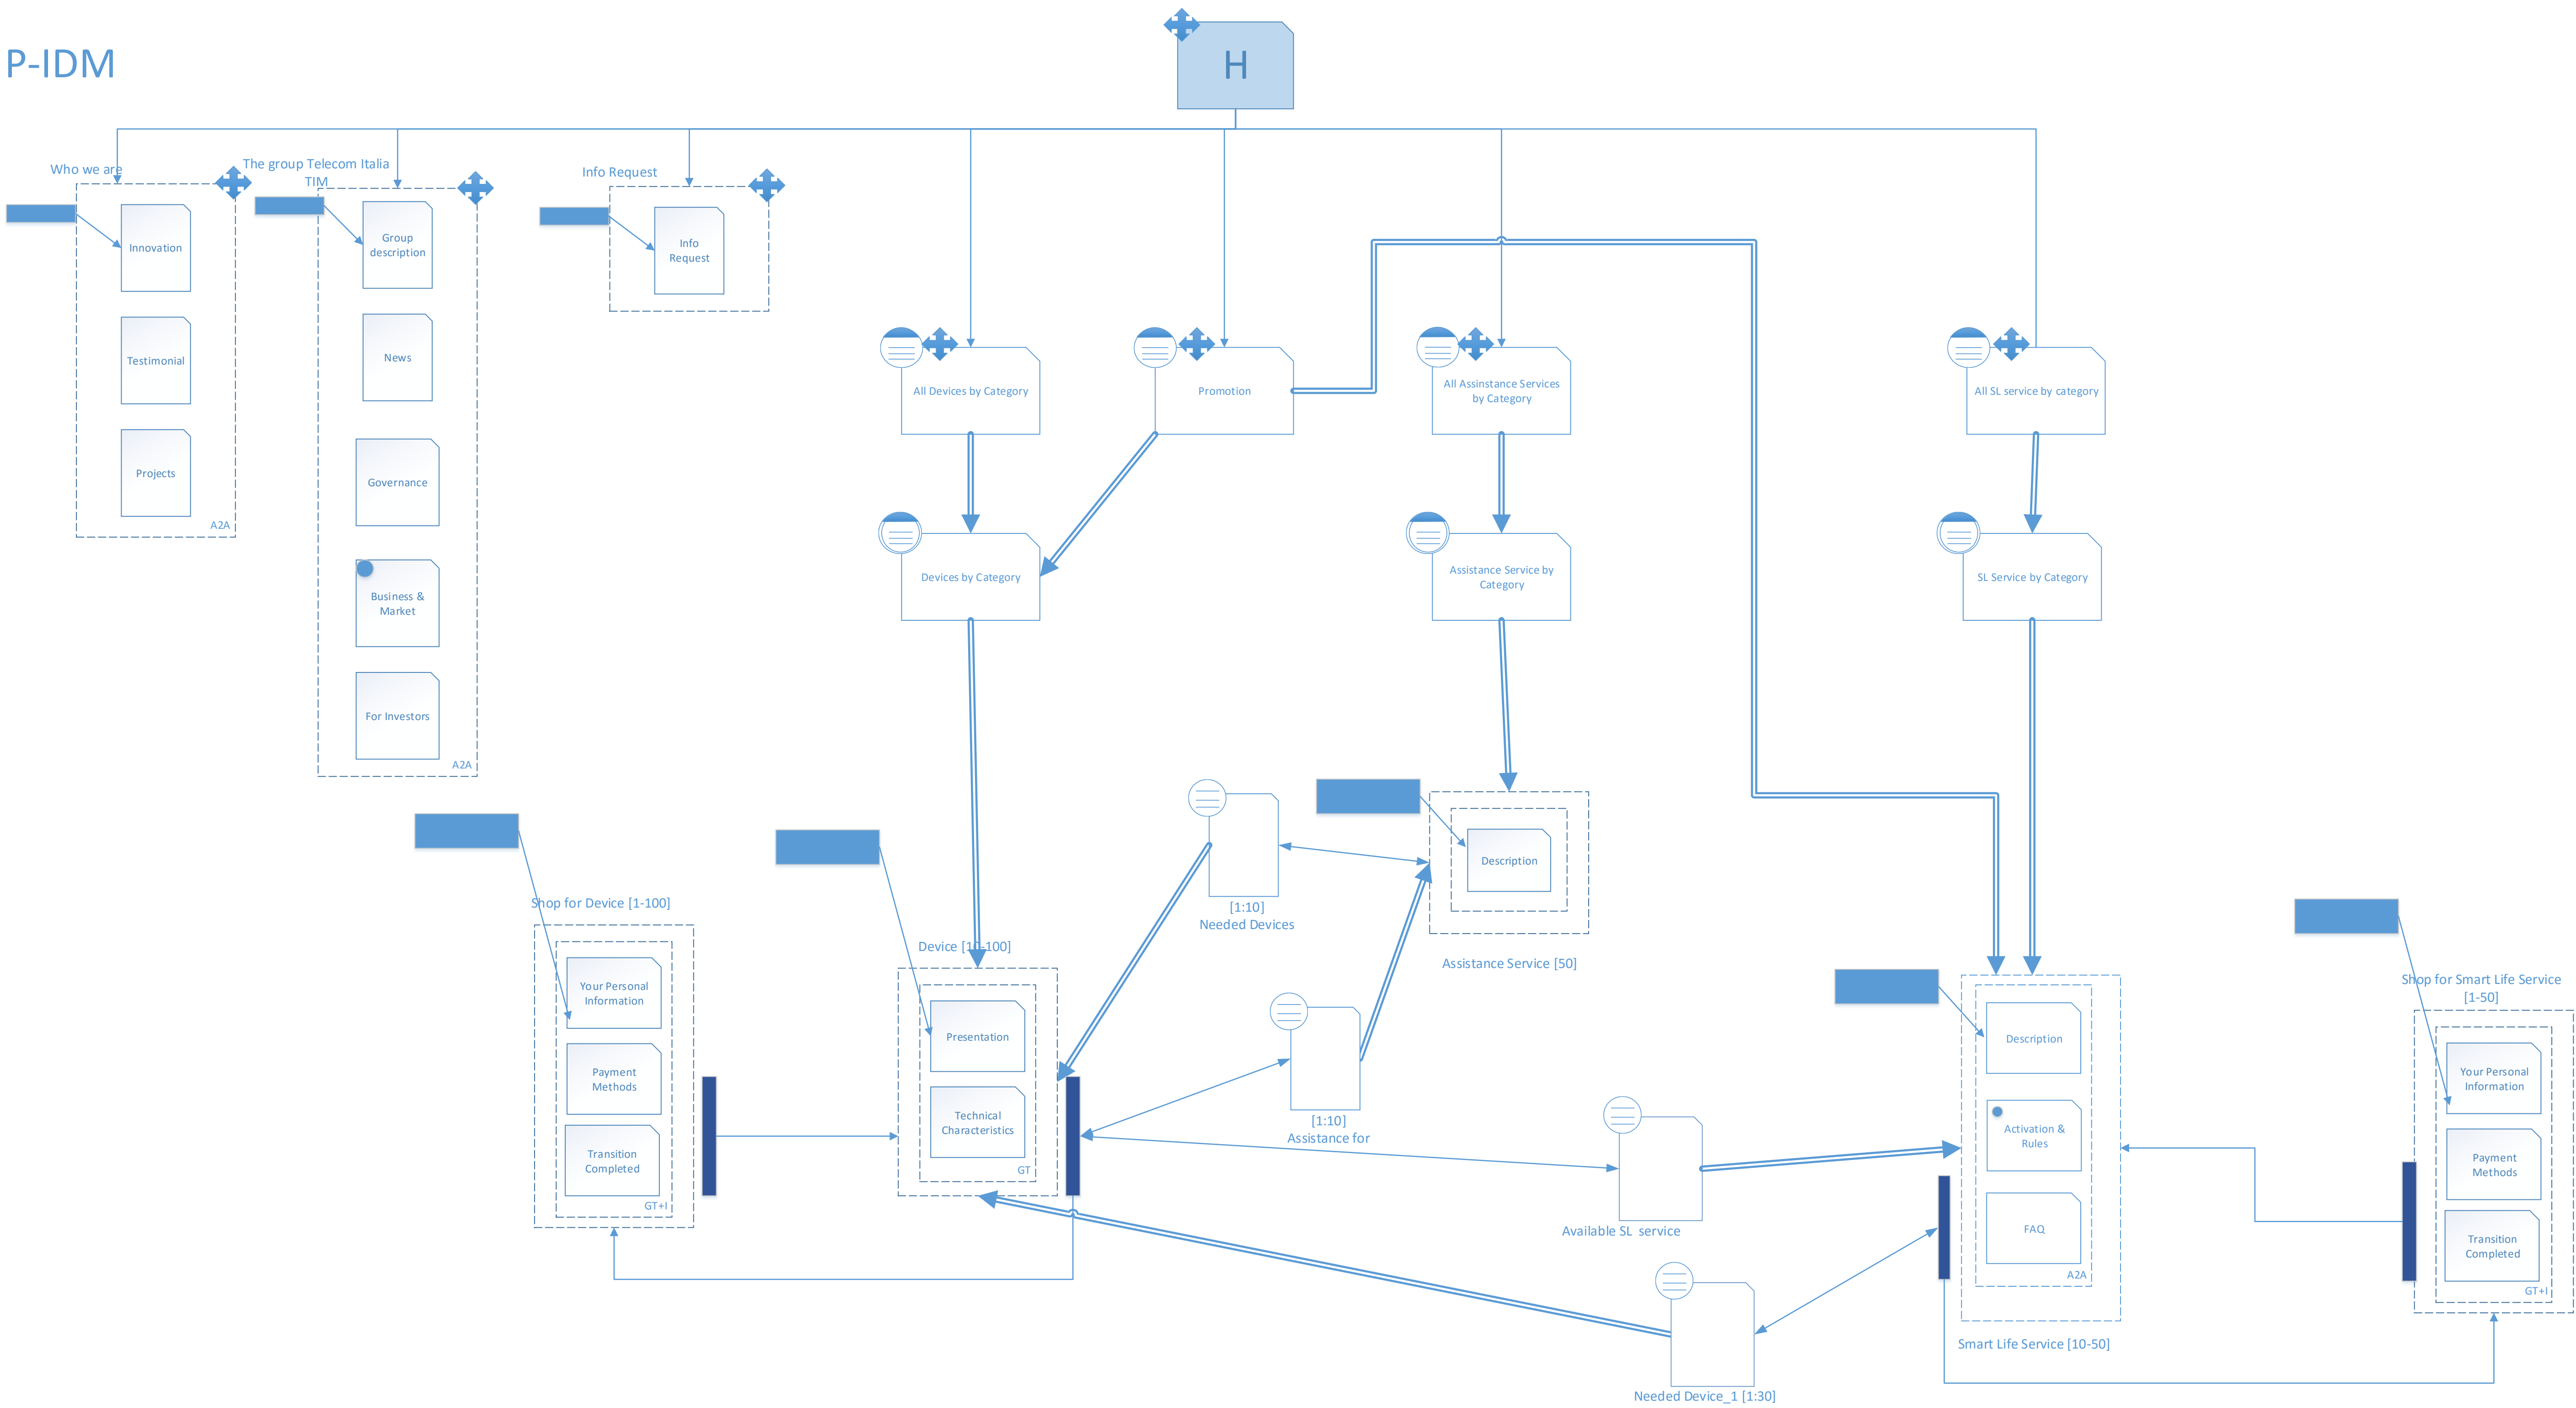 P-IDM
H
Who we are
The group Telecom Italia
TIM
Info Request
Innovation
Testimonial
Projects
A2A
Group
description
News
Governance
Business &
Market
For Investors
A2A
Info
Request
All Devices by Category
Promotion
All Assinstance Services
by Category
All SL service by category
Devices by Category
Assistance Service by
Category
SL Service by Category
Shop for Device [1-100]
Your Personal
Information
Payment
Methods
Transition
Completed
GT+I
Device [10-100]
Presentation
Technical
Characteristics
GT
[1:10]
Needed Devices
Description
Assistance Service [50]
[1:10]
Assistance for
Available SL  service
Needed Device_1 [1:30]
Description
Activation &
Rules
FAQ
A2A
Smart Life Service [10-50]
Shop for Smart Life Service
[1-50]
Your Personal
Information
Payment
Methods
Transition
Completed
GT+I